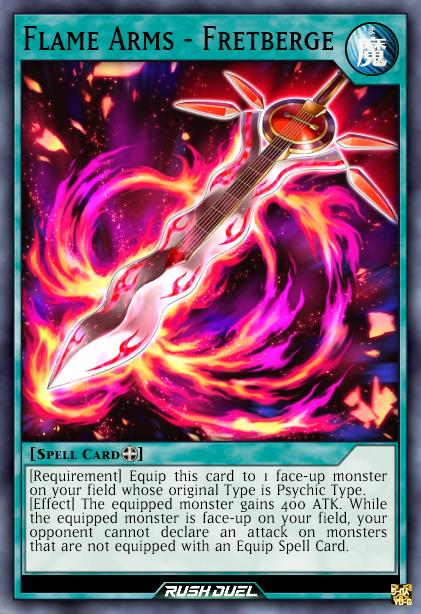 Flame Arms - Fretberge
ま
魔
[Spell Card]
[Requirement] Equip this card to 1 face-up monster
on your field whose original Type is Psychic Type.
[Effect] The equipped monster gains 400 ATK. While
the equipped monster is face-up on your field, your
opponent cannot declare an attack on monsters
that are not equipped with an Equip Spell Card.
RUSH DUEL